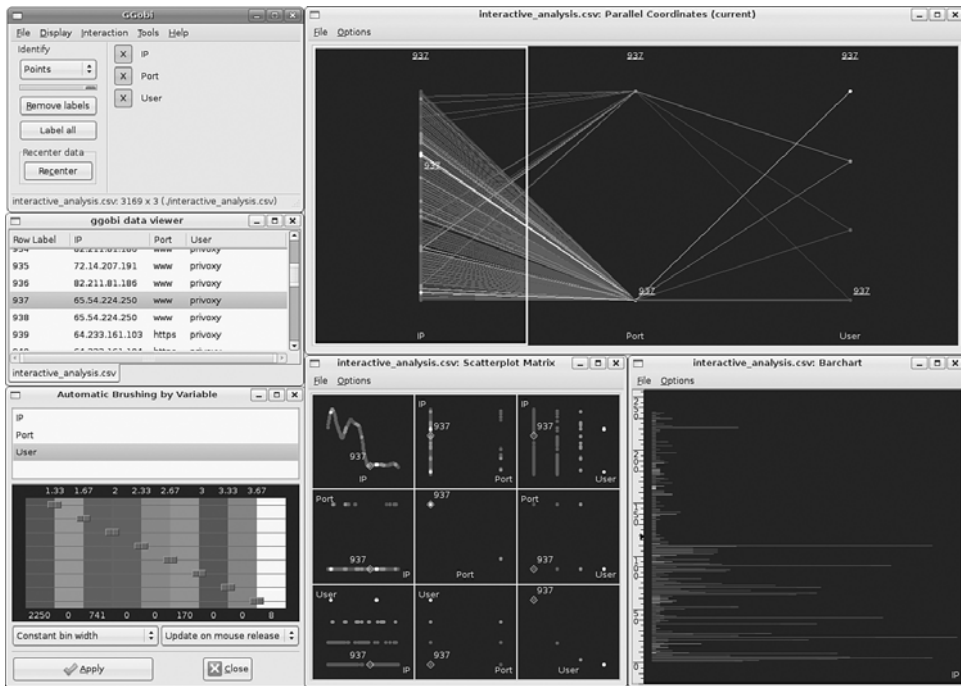 GGobi
File Display Interaction Tools Help
Identify
Points
Remove labels
Label all
Recenter data
Recenter
X IP
X Port
X User
interactive_analysis.csv: 3169 x 3 (./interactive_analysis.csv)
ggobi data viewer
Row Label IP Port User
934 82.211.81.186 www privoxy
935 72.14.207.191 www privoxy
936 82.211.81.186 www privoxy
937 65.54.224.250 www privoxy
938 65.54.224.250 www privoxy
939 64.233.161.103 https privoxy
interactive_analysis.csv
Automatic Brushing by Variable
IP
Port
User
1.33 1.67 2 2.33 2.67 3 3.33 3.67
2250 0 741 0 0 170 0 0 8
Constant bin width
Update on mouse release
Apply
Close
interactive_analysis.csv: Parallel Coordinates (current)
File Options
937 937 937
937
937
937
IP Port User
interactive_analysis.csv: Scatterplot Matrix
File Options
937
IP
IP
937
Port
IP
937
User
Port
937
IP
937
Port
Port
937
User
User
937
IP
User
937
Port
937
User
interactive_analysis.csv: Barchart
File Options
IP